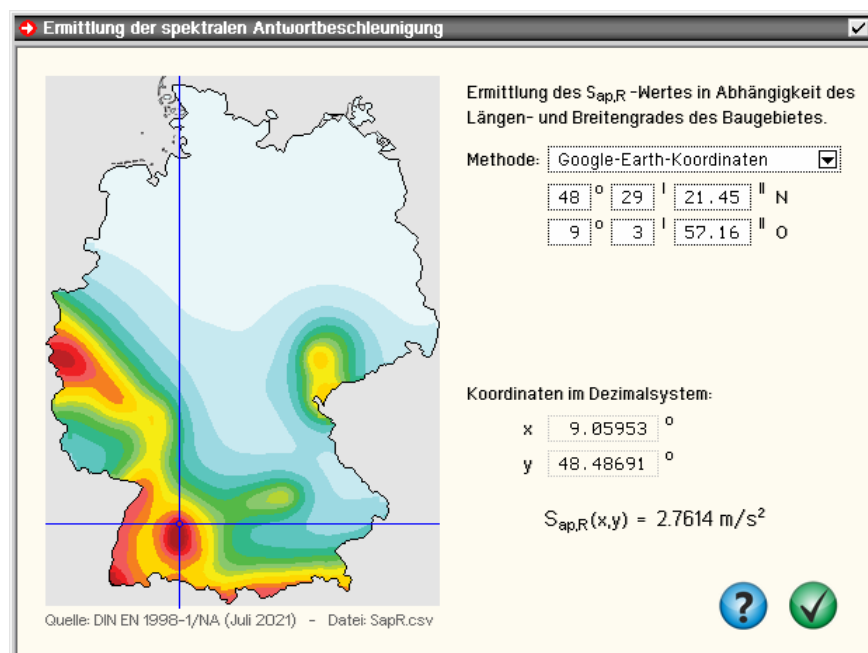 Ermittlung der spektralen Antwortbeschleunigung
Ermittlung des Sap,R -Wertes in Abhängigkeit des
Längen- und Breitengrades des Baugebietes.
Methode: Google-Earth-Koordinaten
48 ° 29 ' 21.45 " N
9 ° 3 ' 57.16 " O
Koordinaten im Dezimalsystem:
x 9.05953 °
y 48.48691 °
Sap,R(x,y) = 2.7614 m/s²
?
Quelle: DIN EN 1998-1/NA (Juli 2021) - Datei: SapR.csv